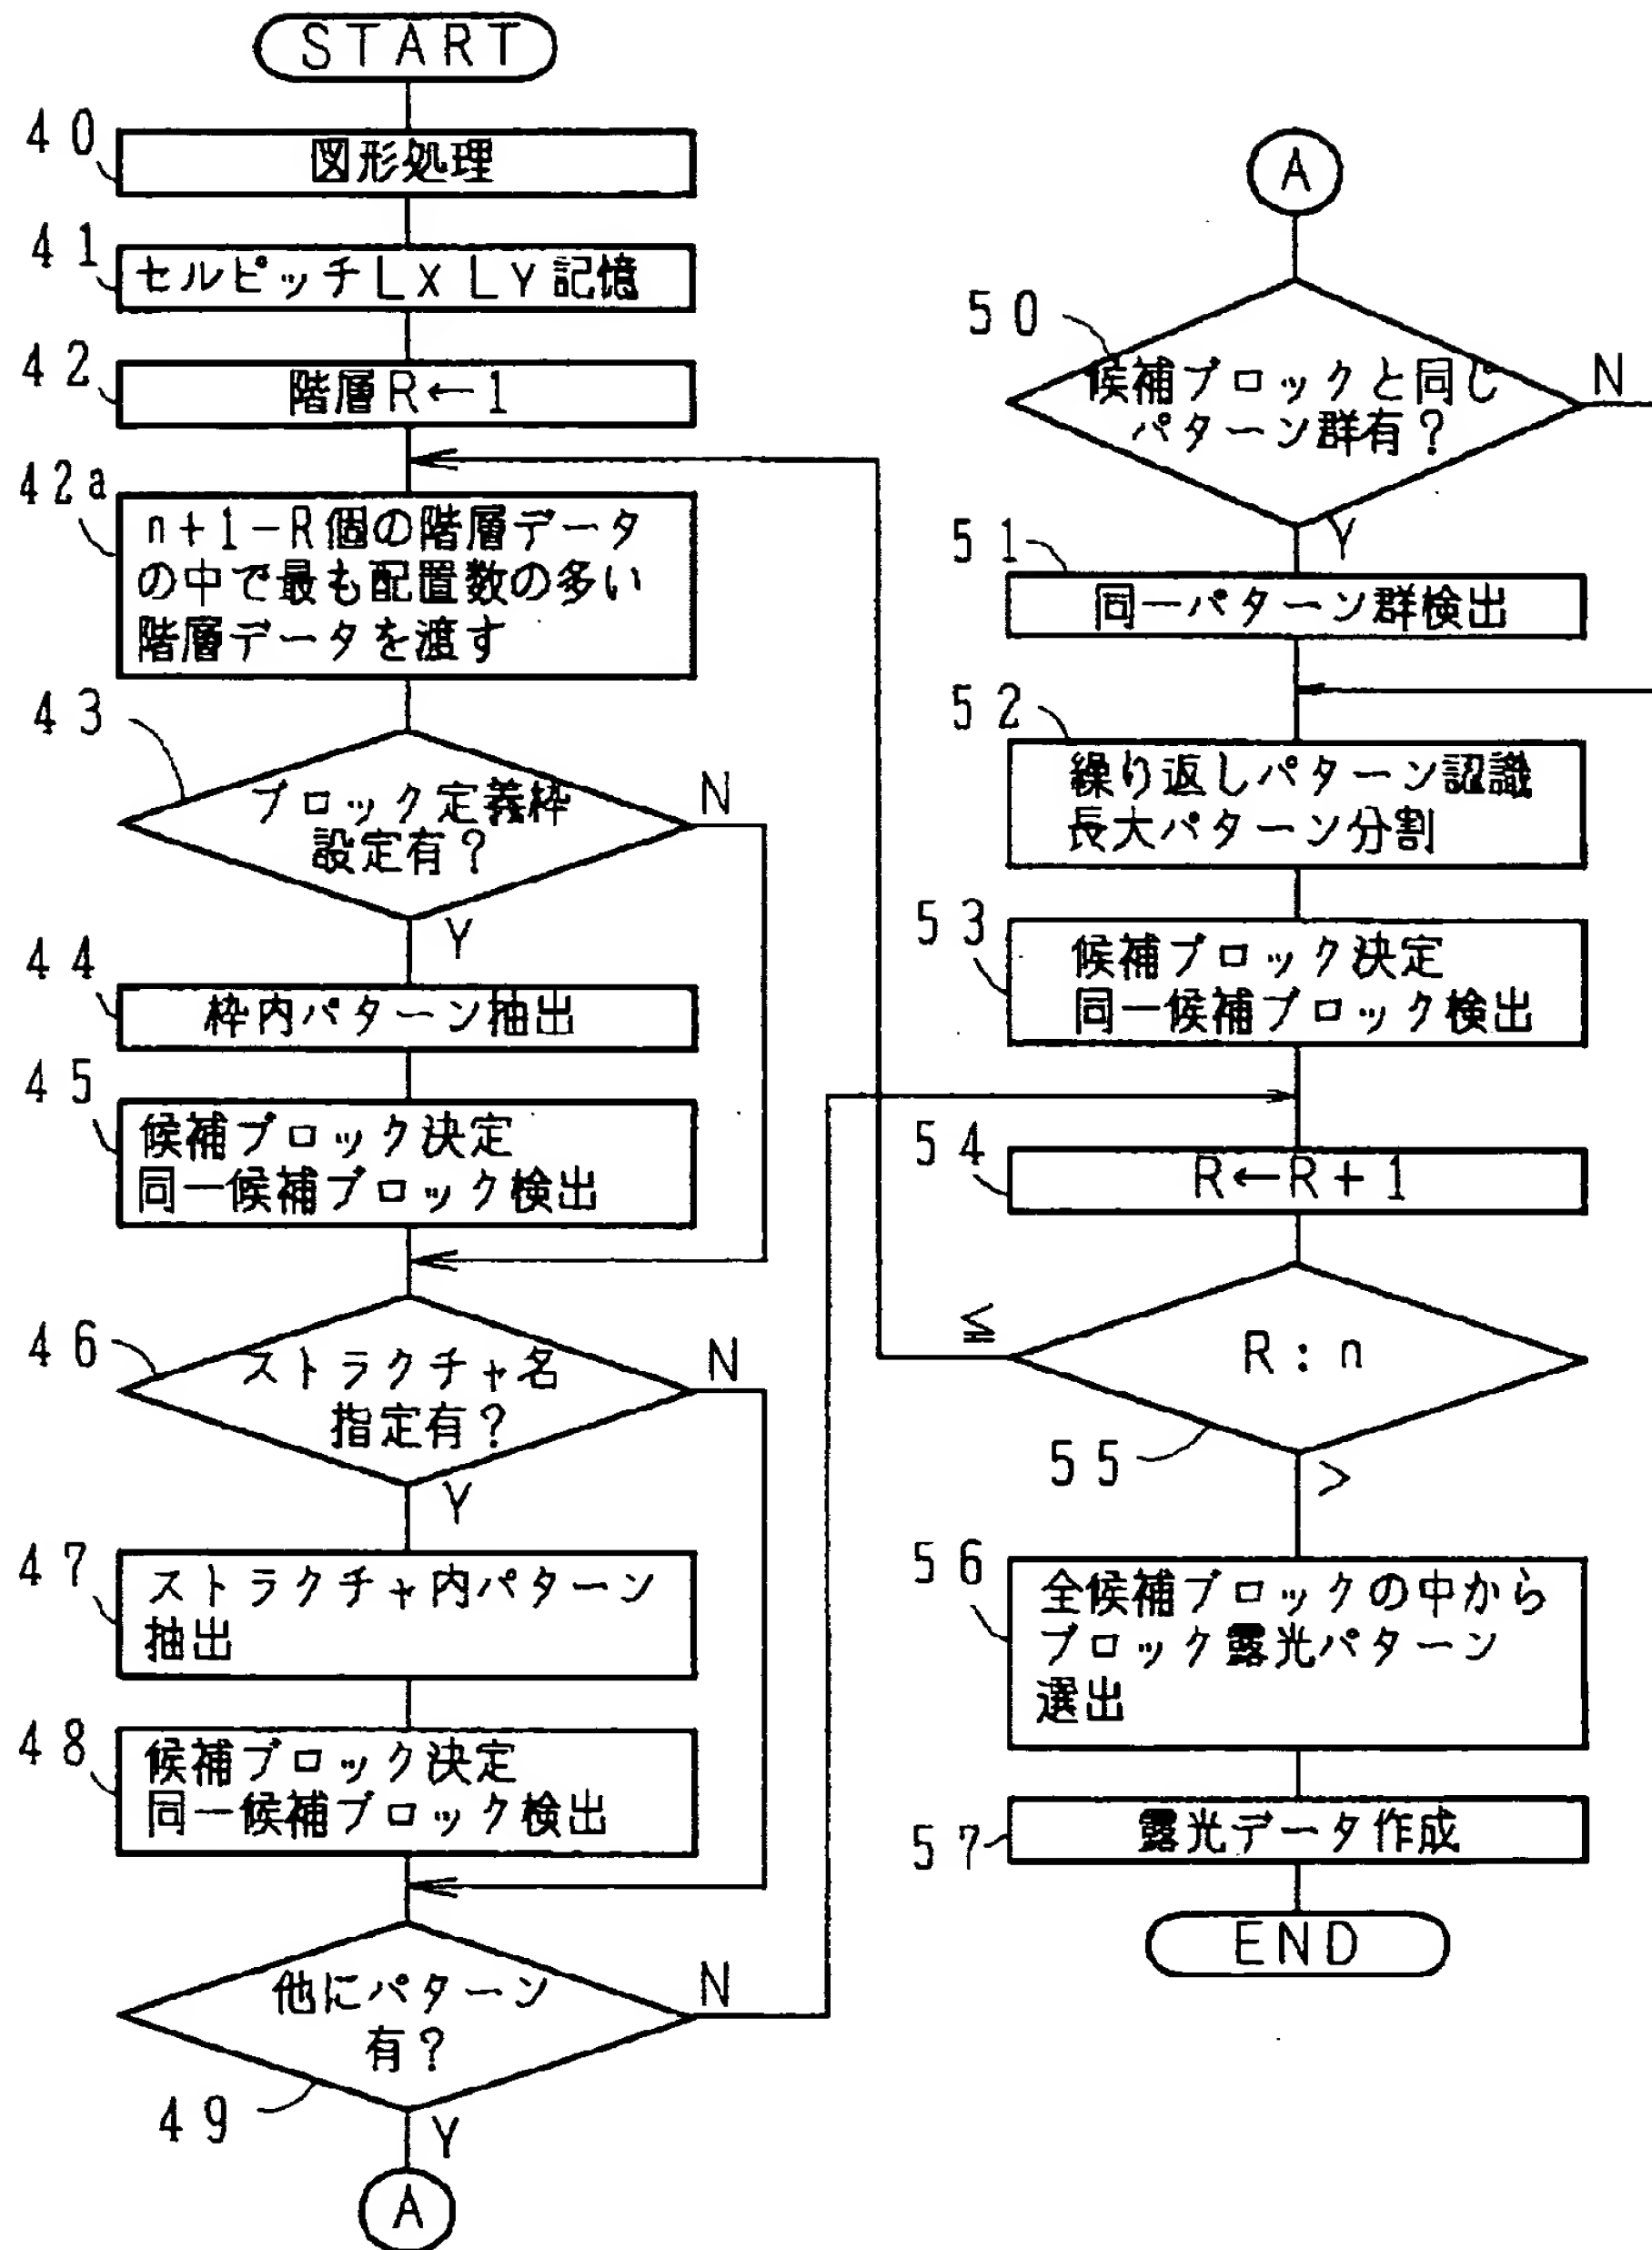 START
40
図形処理
41
セルピッチLX LY記憶
42
階層R←1
42a
n+1-R個の階層データ
の中で最も配置数の多い
階層データを渡す
43
ブロック定義枠
設定有?
N
Y
44
枠内パターン抽出
45
候補ブロック決定
同一候補ブロック検出
46
ストラクチャ名
指定有?
N
Y
47
ストラクチャ内パターン
抽出
48
候補ブロック決定
同一候補ブロック検出
他にパターン
有?
N
49
Y
A
A
50
候補ブロックと同じ
パターン群有?
N
Y
51
同一パターン群検出
52
繰り返しパターン認識
長大パターン分割
53
候補ブロック決定
同一候補ブロック検出
54
R←R+1
≦
R:n
55
>
56
全候補ブロックの中から
ブロック露光パターン
選出
57
露光データ作成
END